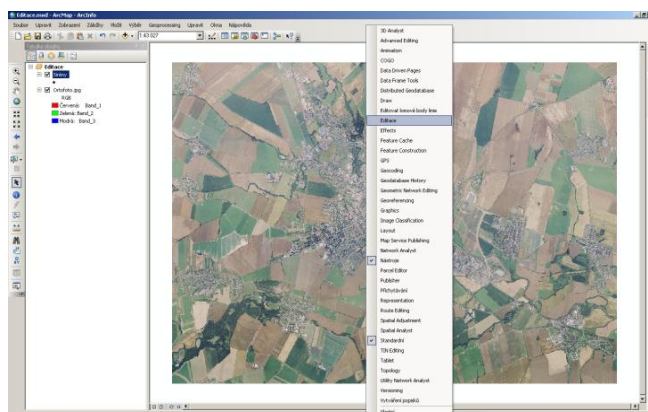 Editace.mxd - ArcMap - ArcInfo
Soubor Upravit Zobrazení Záložky Vložit Výběr Geoprocessing Upravit Okna Nápověda
1:43 027
Tabulka obsahu
Editace
Ortofoto.jpg
RGB
Červená: Band_1
Zelená: Band_2
Modrá: Band_3
3D Analyst
Advanced Editing
Animation
COGO
Data Driven Pages
Data Frame Tools
Distributed Geodatabase
Draw
Editovat lomové body linie
Editace
Effects
Feature Cache
Feature Construction
GPS
Geocoding
Geodatabase History
Geometric Network Editing
Georeferencing
Graphics
Image Classification
Layout
Map Service Publishing
Network Analyst
Nástroje
Parcel Editor
Publisher
Přichytávání
Representation
Route Editing
Spatial Adjustment
Spatial Analyst
Standardní
TIN Editing
Tablet
Topology
Utility Network Analyst
Versioning
Vytváření popisků